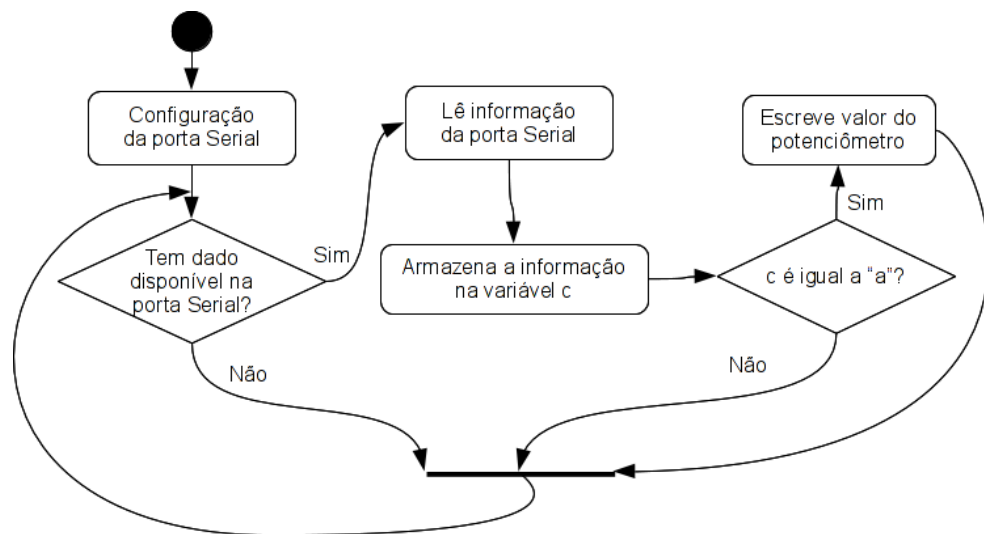 Configuração
da porta Serial
Tem dado
disponível na
porta Serial?
Sim
Não
Lê informação
da porta Serial
Armazena a informação
na variável c
c é igual a "a"?
Sim
Não
Escreve valor do
potenciômetro